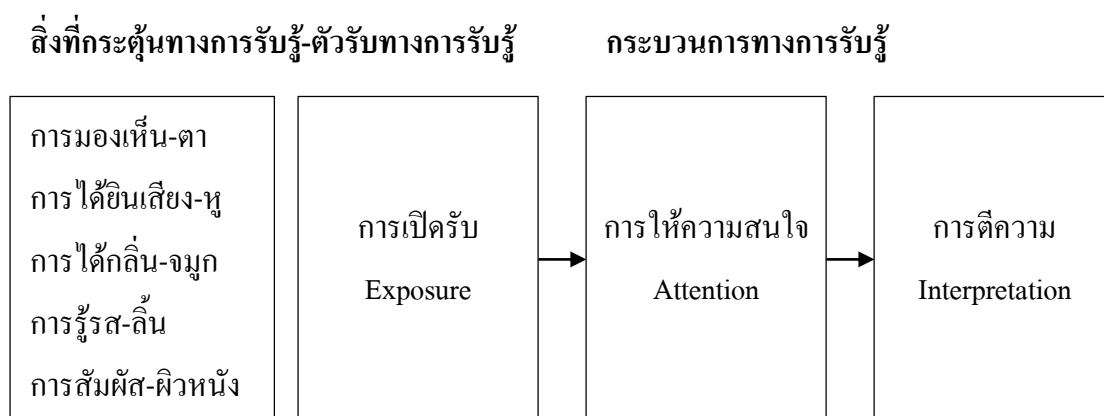 สิ่งที่กระตุ้นทางการรับรู้-ตัวรับทางการรับรู้
กระบวนการทางการรับรู้
การมองเห็น-ตา
การได้ยินเสียง-หู
การได้กลิ่น-จมูก
การรู้รส-ลิ้น
การสัมผัส-ผิวหนัง
การเปิดรับ
Exposure
การให้ความสนใจ
Attention
การตีความ
Interpretation